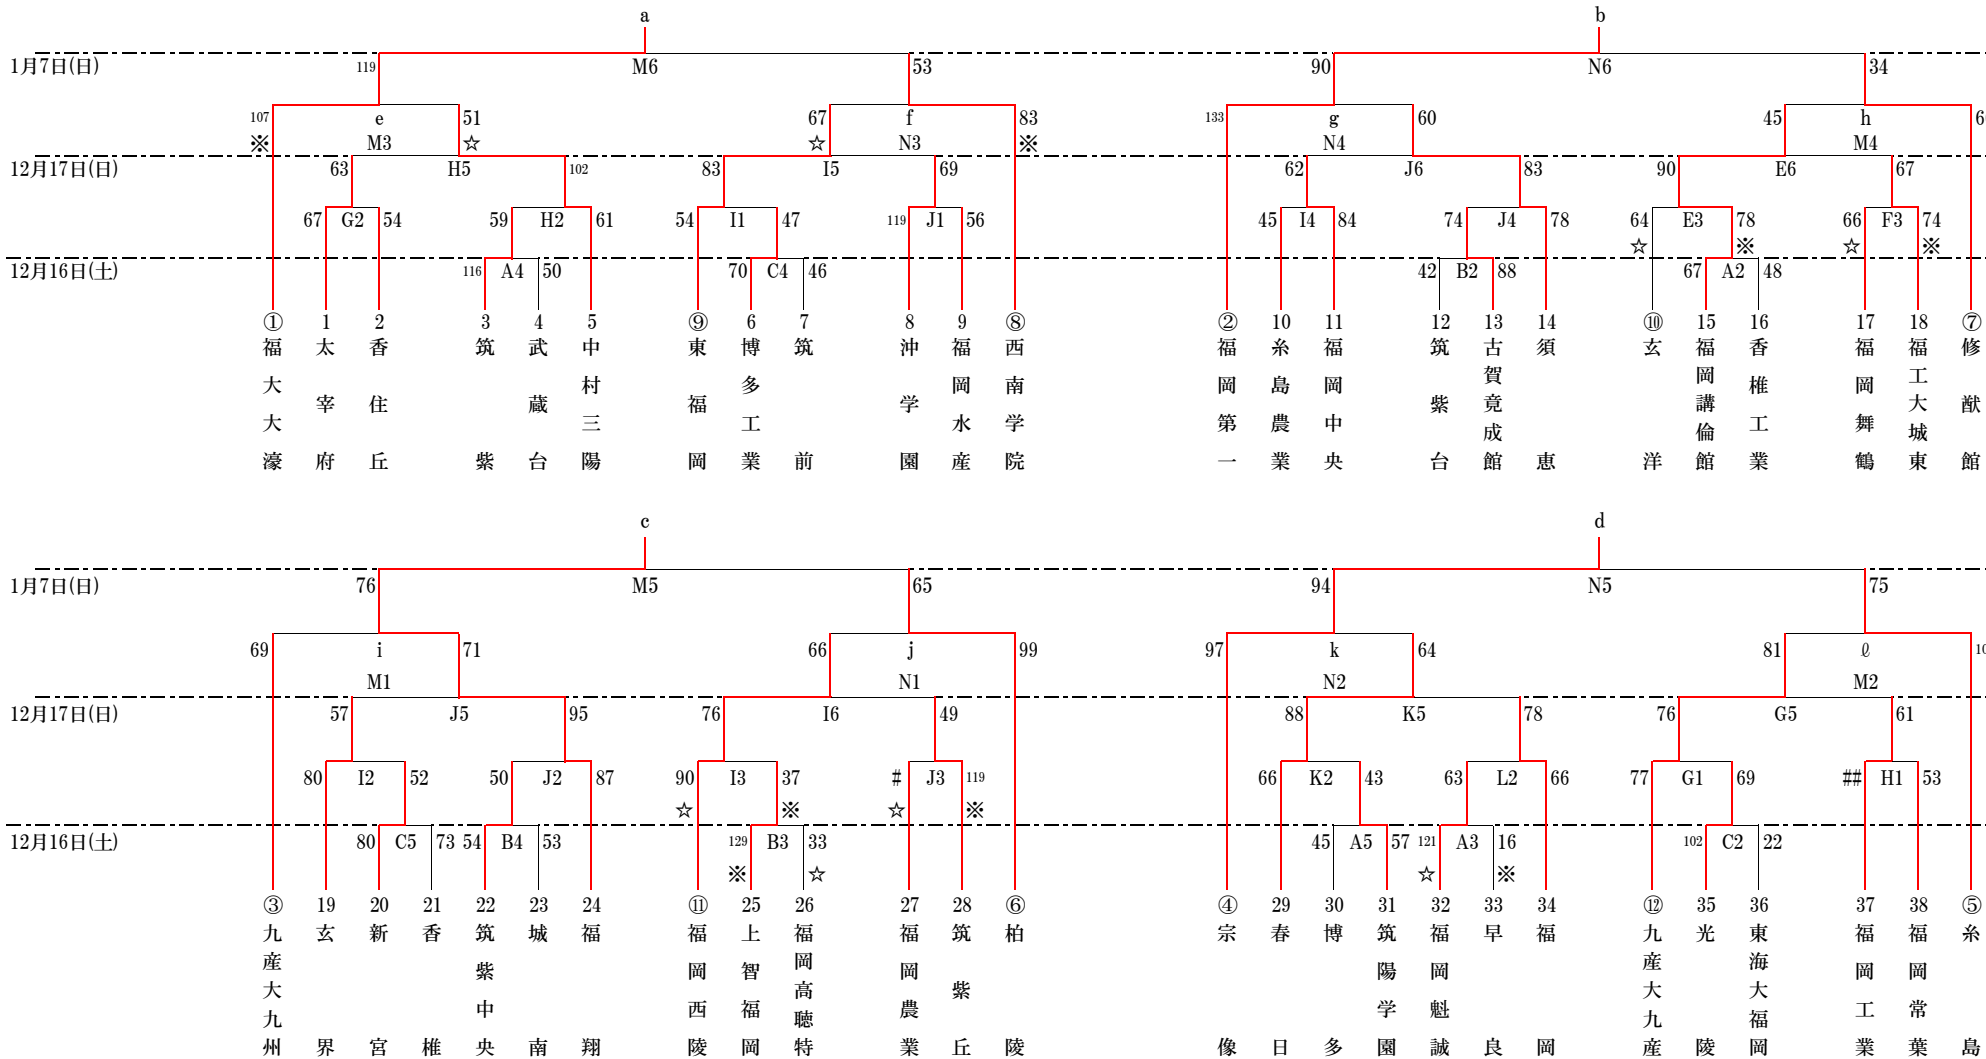 a b
1月7日(日) 119 M6 53 90 N6 34
107 e 51 67 f 83 133 g 60 45 h
※ M3 ☆ ☆ N3 ※ N4 M4
12月17日(日) 63 H5 102 83 I5 69 62 J6 83 90 E6 67
67 G2 54 59 H2 61 54 I1 47 119 J1 56 45 I4 84 74 J4 78 64 E3 78 66 F3 74
☆ ※ ☆ ※
12月16日(土) 116 A4 50 70 C4 46 42 B2 88 67 A2 48
① 1 2 3 4 5 ⑨ 6 7 8 9 ⑧ ② 10 11 12 13 14 ⑩ 15 16 17 18 ⑦
福大大濠
太宰府
香住丘
筑紫
武蔵台
中村三陽
東福岡
博多工業
筑前
沖学園
福岡水産
西南学院
福岡第一
糸島農業
福岡中央
筑紫台
古賀竟成館
須恵
玄洋
福岡講倫館
香椎工業
福岡舞鶴
福工大城東
修猷館
c d
1月7日(日) 76 M5 65 94 N5 75
69 i 71 66 j 99 97 k 64 81 ℓ
M1 N1 N2 M2
12月17日(日) 57 J5 95 76 I6 49 88 K5 78 76 G5 61
80 I2 52 50 J2 87 90 I3 37 # J3 119 66 K2 43 63 L2 66 77 G1 69 ## H1 53
☆ ※ ☆ ※
12月16日(土) 80 C5 73 54 B4 53 129 B3 33 45 A5 57 121 A3 16 102 C2 22
※ ☆ ☆ ※
③ 19 20 21 22 23 24 ⑪ 25 26 27 28 ⑥ ④ 29 30 31 32 33 34 ⑫ 35 36 37 38 ⑤
九産大九州
玄界
新宮
香椎
筑紫中央
城南
福翔
福岡西陵
上智福岡
福岡高聴特
福岡農業
筑紫丘
柏陵
宗像
春日
博多
筑陽学園
福岡魁誠
早良
福岡
九産大九産
光陵
東海大福岡
福岡工業
福岡常葉
糸島